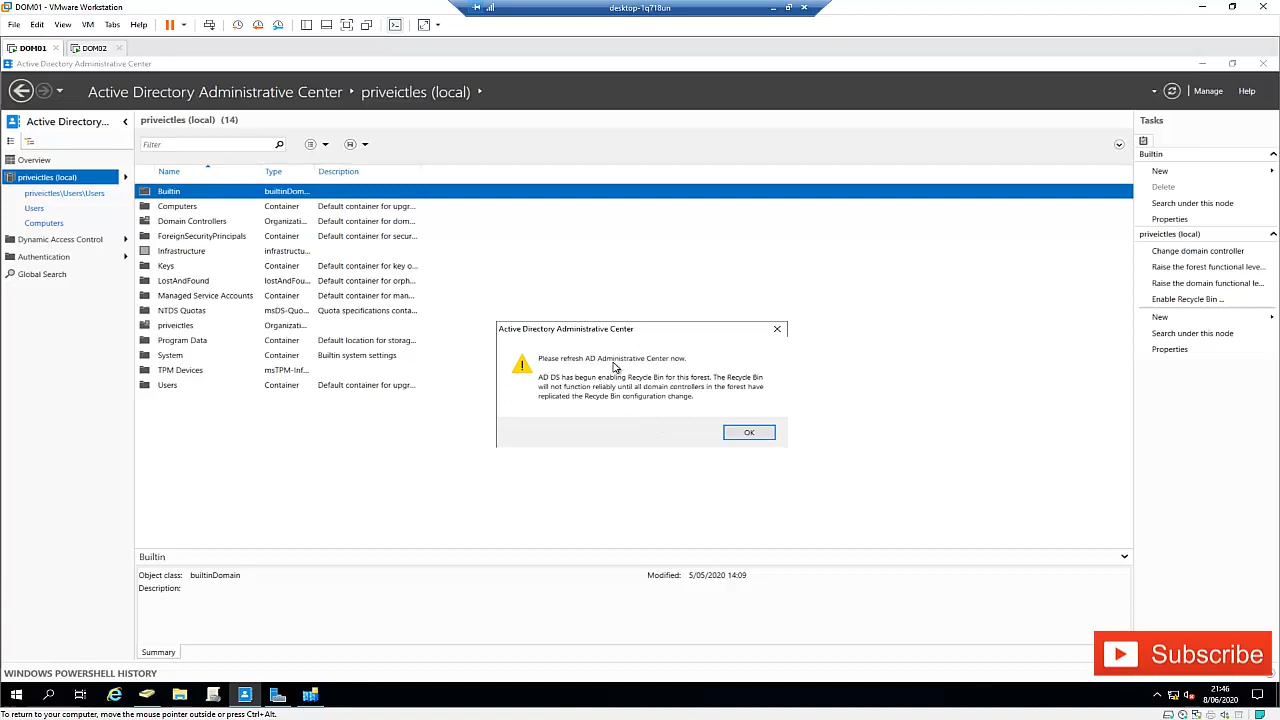 DOM01 - VMware Workstation
desktop-1q718un
File Edit View VM Tabs Help
DOM01 DOM02
Active Directory Administrative Center
Active Directory Administrative Center priveictles (local)
Manage Help
Active Directory...
priveictles (local) (14)
Tasks
Filter
Name Type Description
Overview
priveictles (local)
priveictles\Users\Users
Users
Computers
Dynamic Access Control
Authentication
Global Search
Builtin builtinDom...
Computers Container Default container for upgr...
Domain Controllers Organizati... Default container for dom...
ForeignSecurityPrincipals Container Default container for secur...
Infrastructure infrastructu...
Keys Container Default container for key o...
LostAndFound lostAndFou... Default container for orph...
Managed Service Accounts Container Default container for man...
NTDS Quotas msDS-Quo... Quota specifications conta...
priveictles Organizati...
Program Data Container Default location for storag...
System Container Builtin system settings
TPM Devices msTPM-Inf...
Users Container Default container for upgr...
Builtin
New
Delete
Search under this node
Properties
priveictles (local)
Change domain controller
Raise the forest functional leve...
Raise the domain functional le...
Enable Recycle Bin ...
New
Search under this node
Properties
Active Directory Administrative Center
Please refresh AD Administrative Center now.
AD DS has begun enabling Recycle Bin for this forest. The Recycle Bin
will not function reliably until all domain controllers in the forest have
replicated the Recycle Bin configuration change.
OK
Builtin
Object class: builtinDomain Modified: 5/05/2020 14:09
Description:
Summary
Subscribe
WINDOWS POWERSHELL HISTORY
21:46
8/06/2020
To return to your computer, move the mouse pointer outside or press Ctrl+Alt.